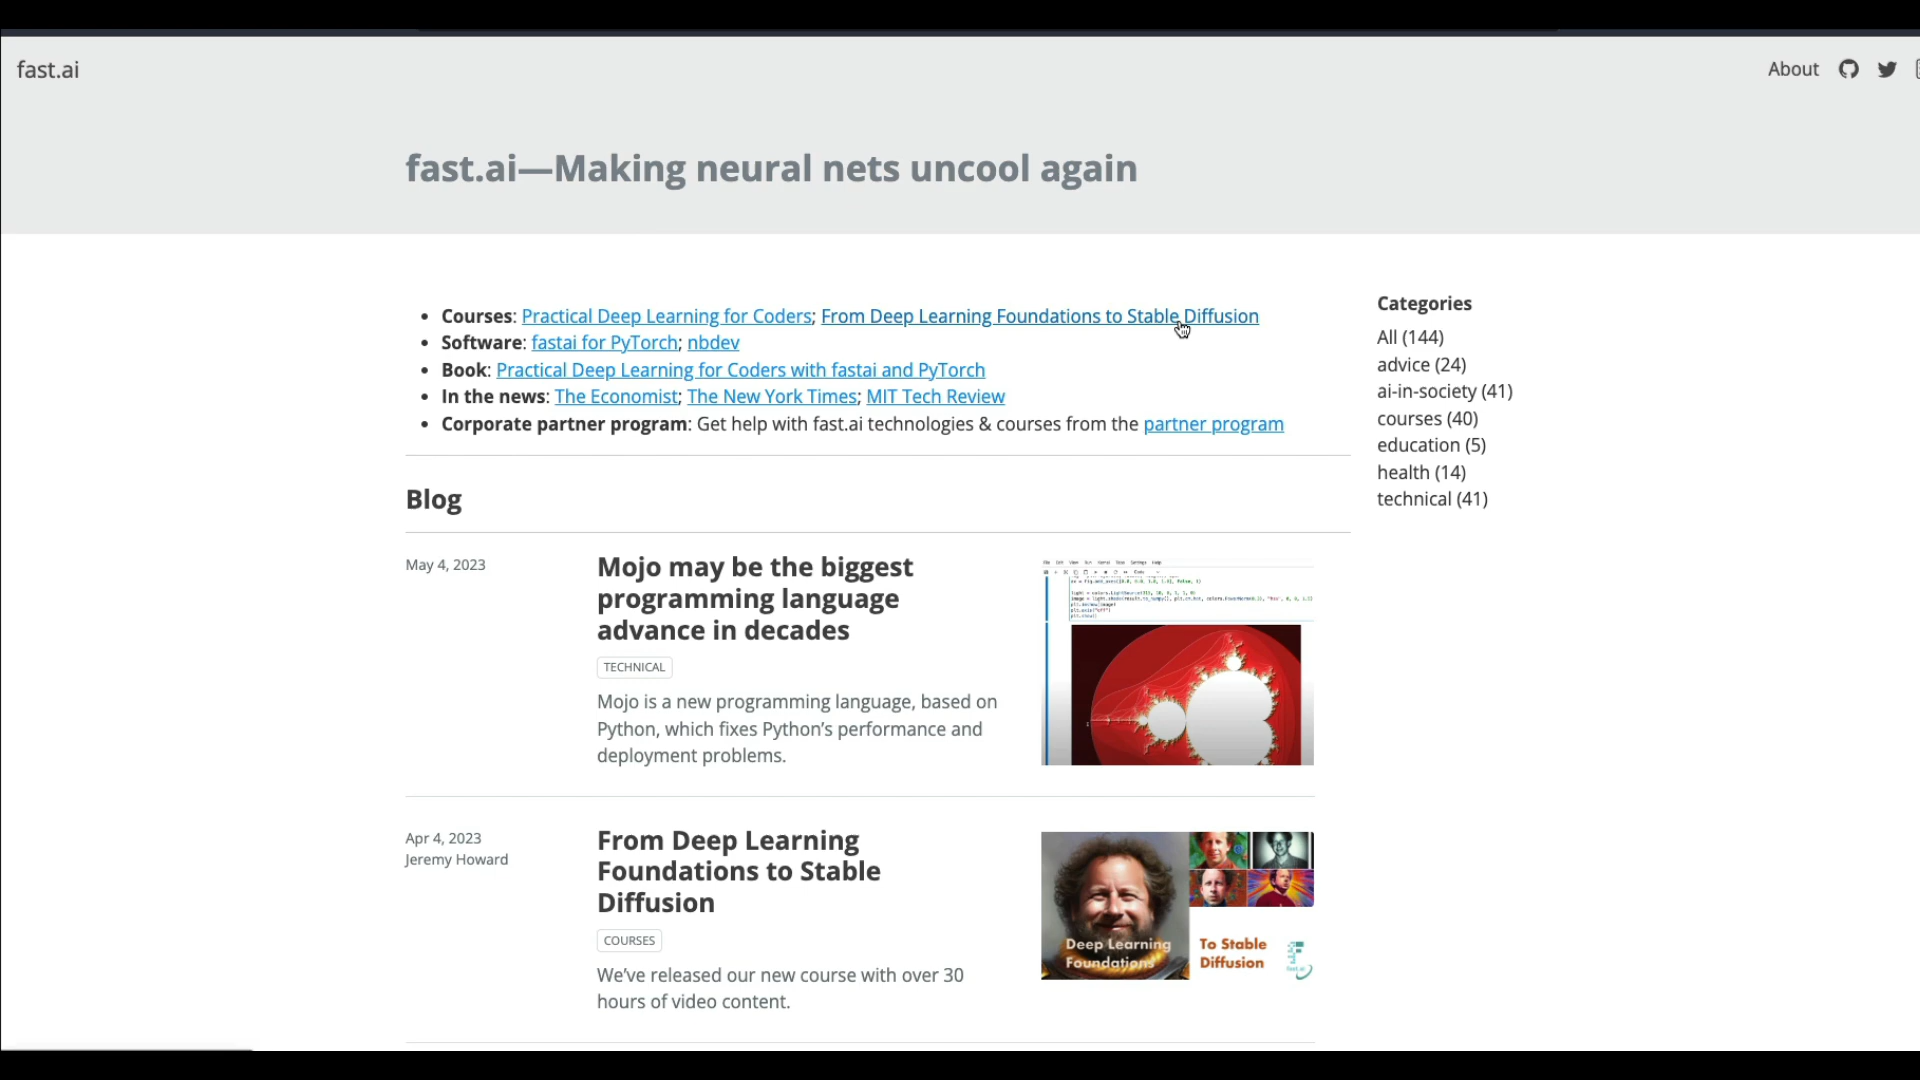 fast.ai
About
fast.ai—Making neural nets uncool again
Courses: Practical Deep Learning for Coders; From Deep Learning Foundations to Stable Diffusion
Software: fastai for PyTorch; nbdev
Book: Practical Deep Learning for Coders with fastai and PyTorch
In the news: The Economist; The New York Times; MIT Tech Review
Corporate partner program: Get help with fast.ai technologies & courses from the partner program
Categories
All (144)
advice (24)
ai-in-society (41)
courses (40)
education (5)
health (14)
technical (41)
Blog
May 4, 2023
Mojo may be the biggest
programming language
advance in decades
TECHNICAL
Mojo is a new programming language, based on
Python, which fixes Python’s performance and
deployment problems.
Apr 4, 2023
Jeremy Howard
From Deep Learning
Foundations to Stable
Diffusion
COURSES
We’ve released our new course with over 30
hours of video content.
Deep Learning
Foundations
To Stable
Diffusion
fast.ai